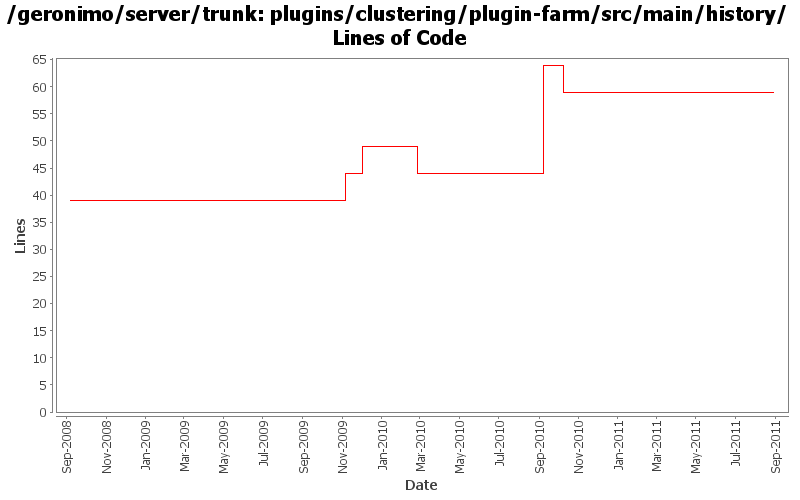 /geronimo/server/trunk: plugins/clustering/plugin-farm/src/main/history/
Lines of Code
65
60
55
50
45
40
35
30
25
20
15
10
5
0
Lines
Sep-2008
Nov-2008
Jan-2009
Mar-2009
May-2009
Jul-2009
Sep-2009
Nov-2009
Jan-2010
Mar-2010
May-2010
Jul-2010
Sep-2010
Nov-2010
Jan-2011
Mar-2011
May-2011
Jul-2011
Sep-2011
Date